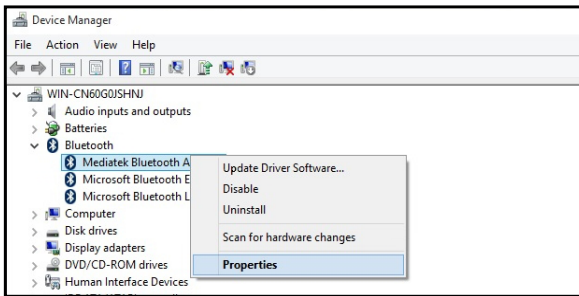 Device Manager
File Action View Help
WIN-CN60G0JSHNJ
Audio inputs and outputs
Batteries
Bluetooth
Mediatek Bluetooth A
Microsoft Bluetooth E
Microsoft Bluetooth L
Computer
Disk drives
Display adapters
DVD/CD-ROM drives
Human Interface Devices
Update Driver Software...
Disable
Uninstall
Scan for hardware changes
Properties